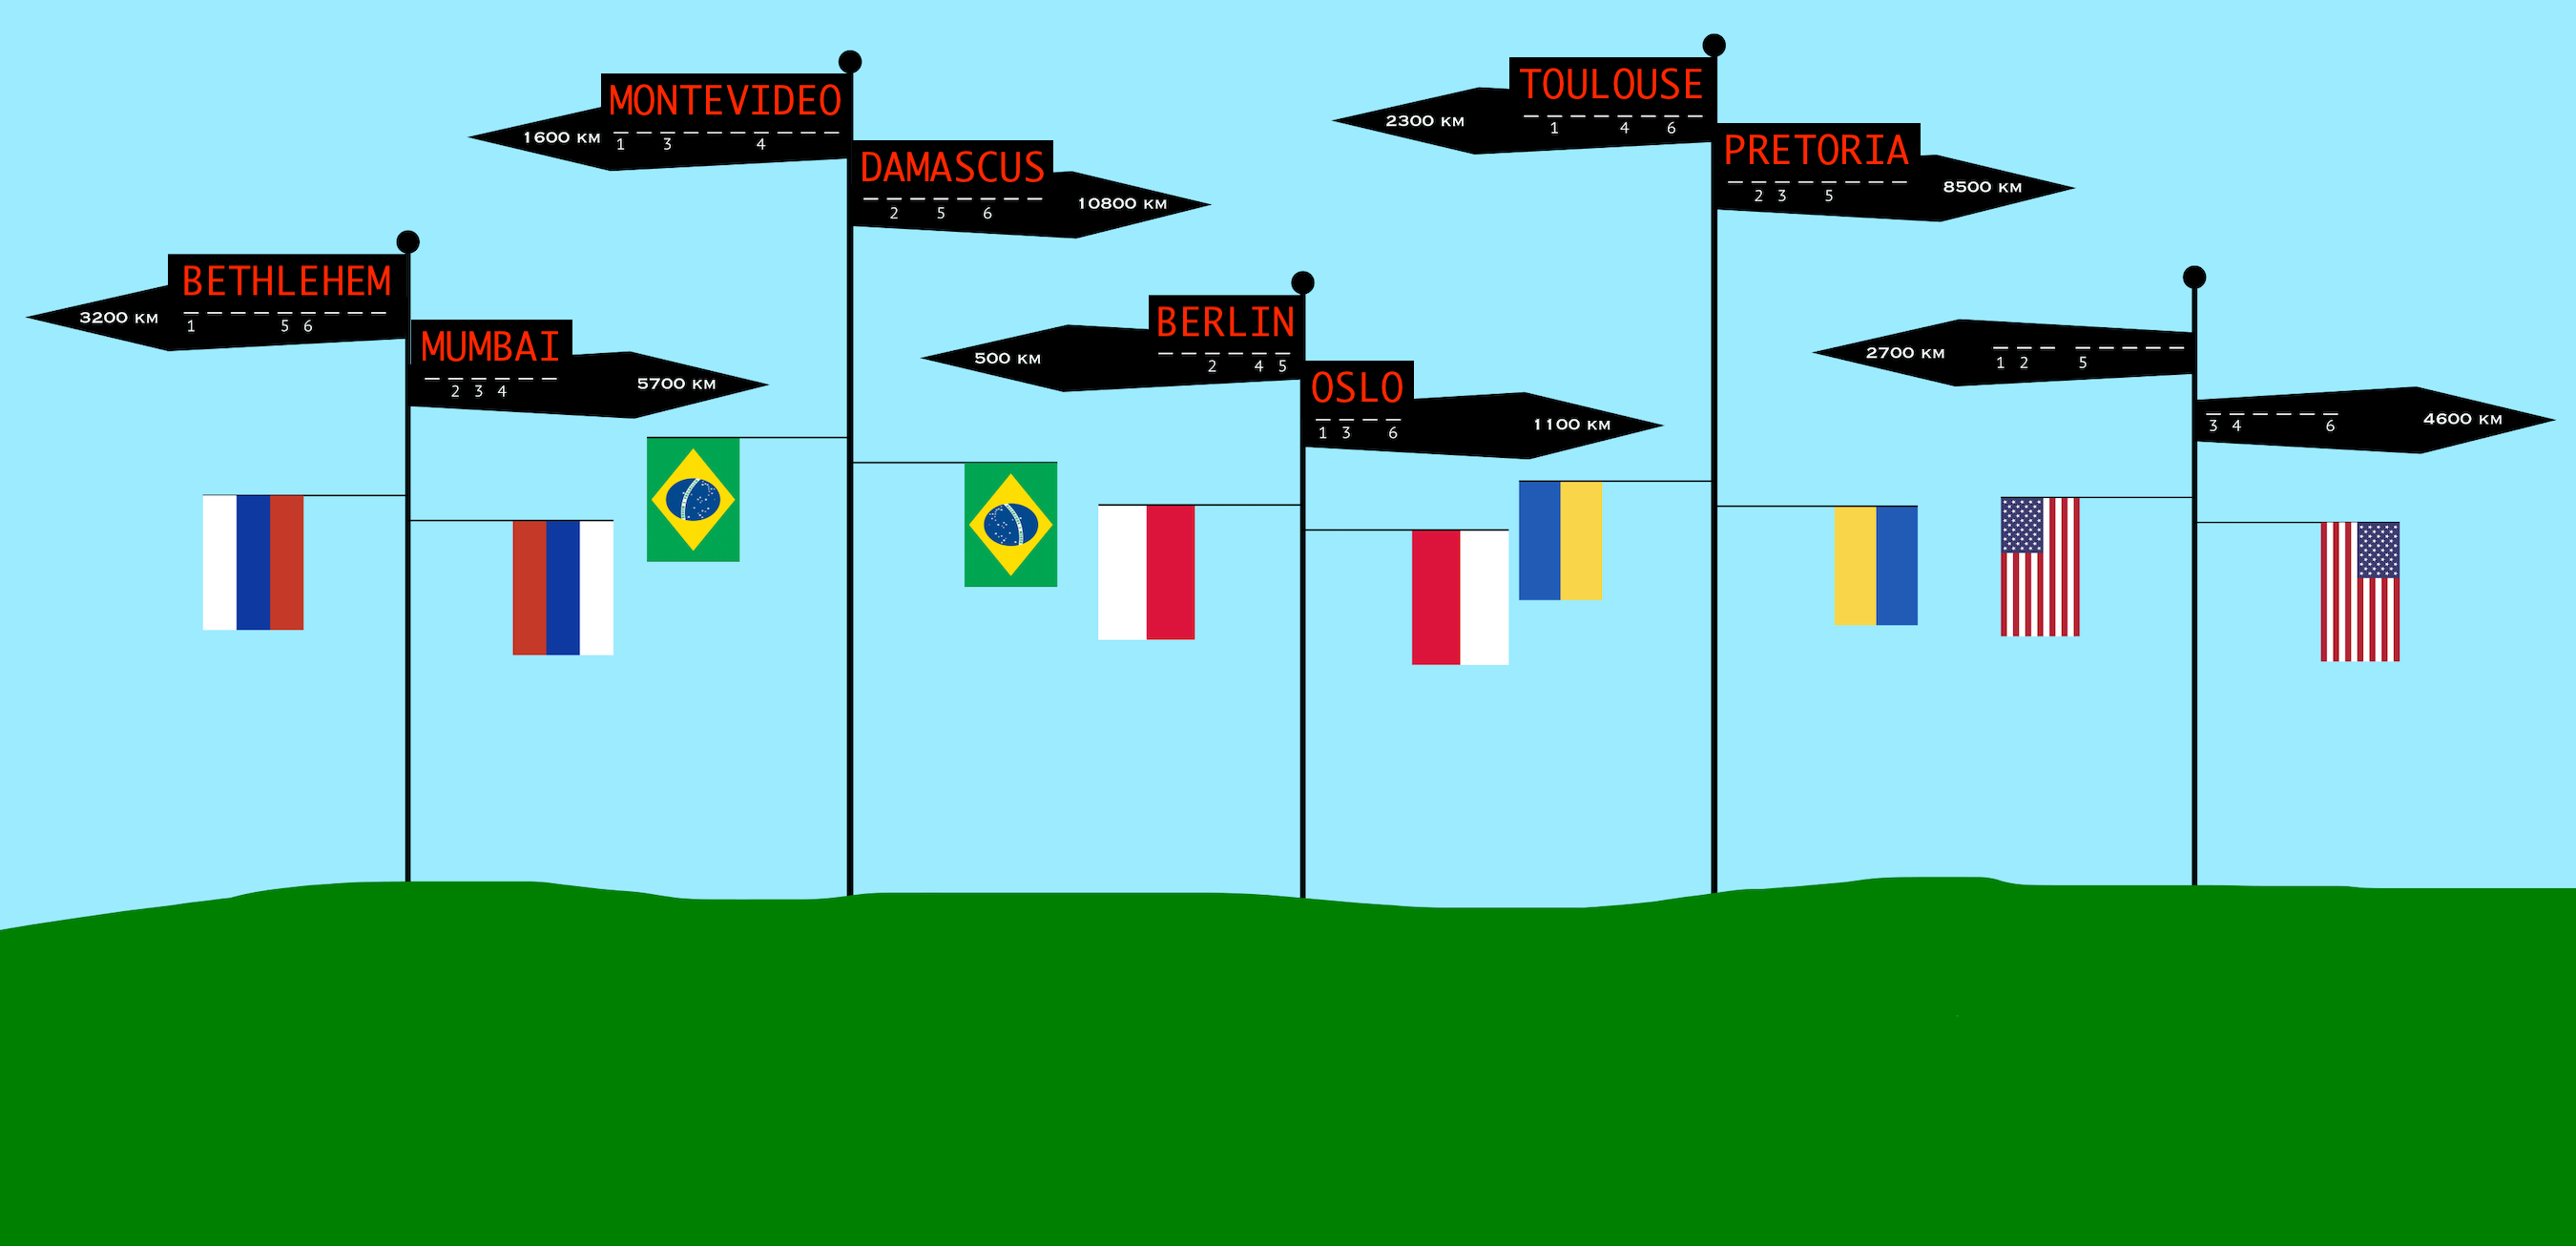 MONTEVIDEO
1600 KM
1 3 4
DAMASCUS
2 5 6
10800 KM
TOULOUSE
2300 KM
1 4 6
PRETORIA
2 3 5
8500 KM
BETHLEHEM
3200 KM
1 5 6
MUMBAI
2 3 4
5700 KM
BERLIN
500 KM
2 4 5
OSLO
1 3 6
1100 KM
2700 KM
1 2 5
3 4 6
4600 KM